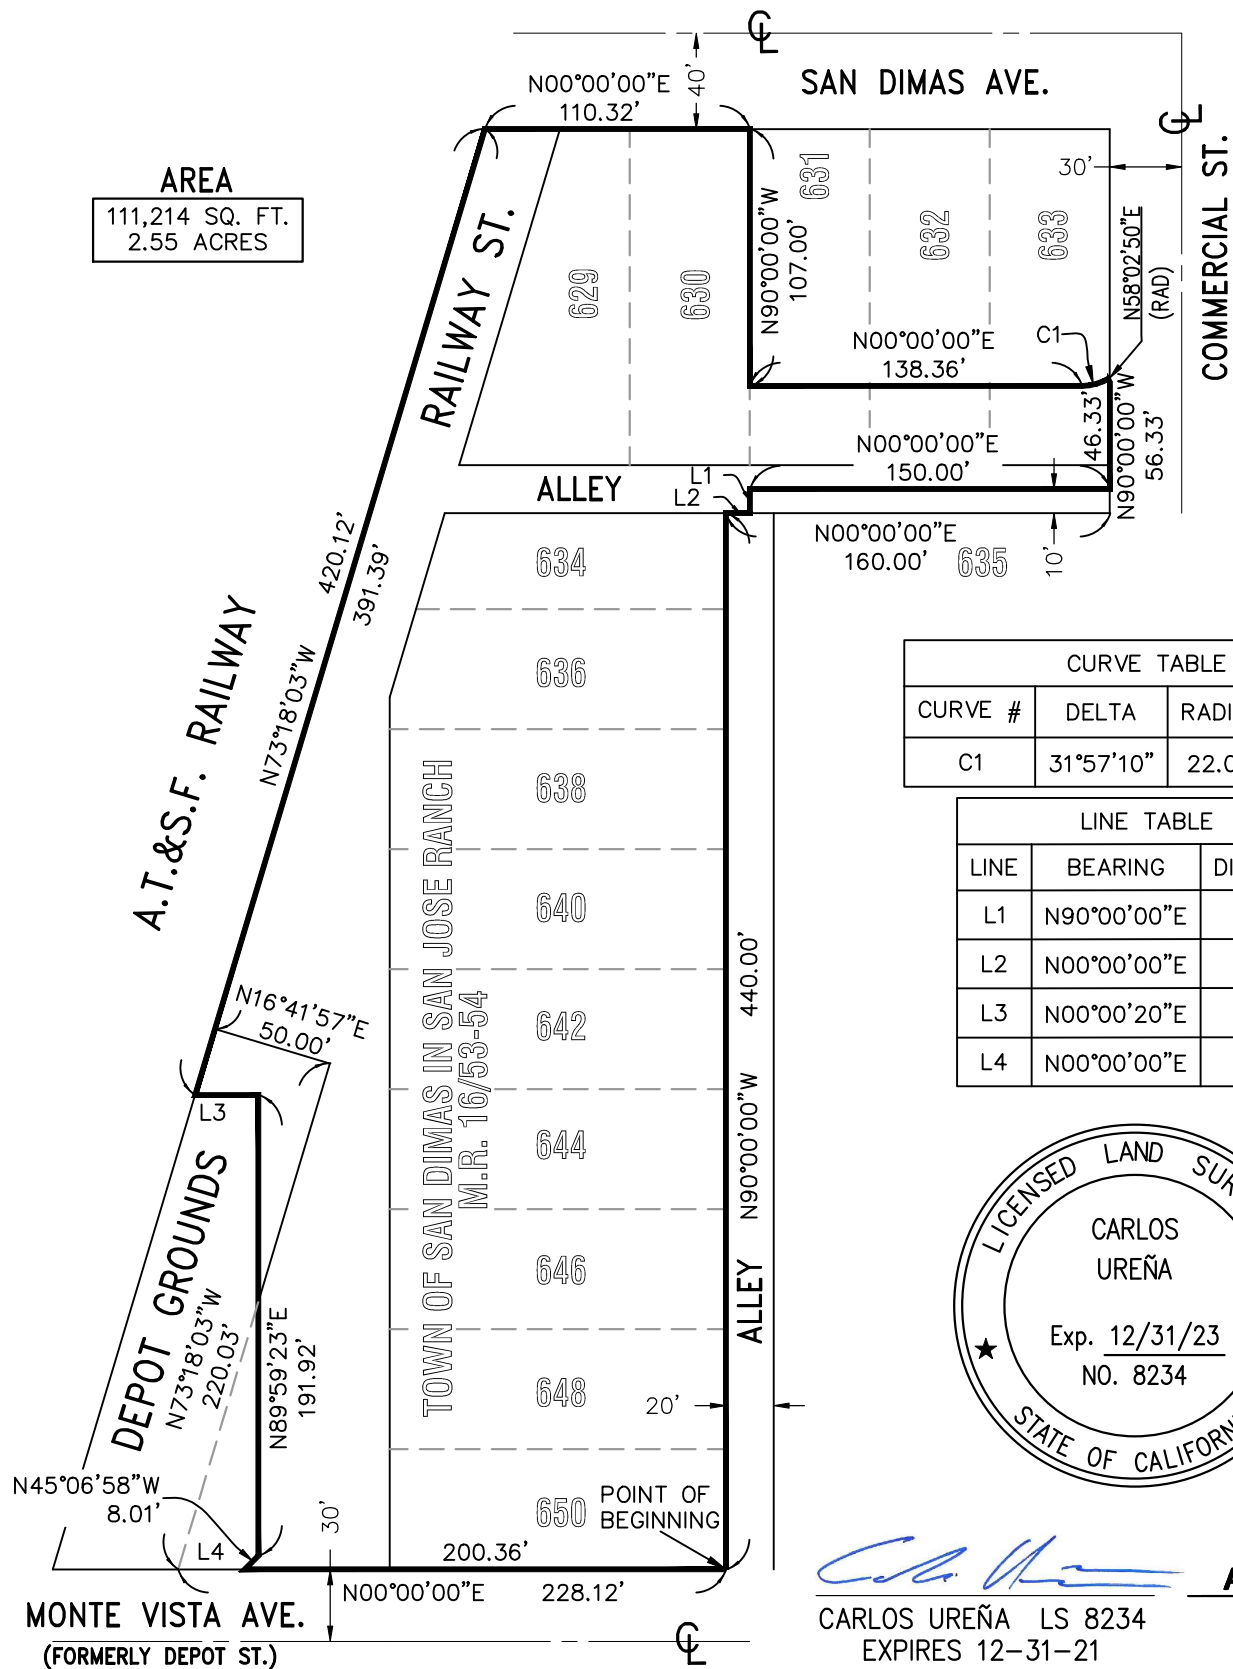 SAN DIMAS AVE.
N00°00'00"E
110.32'
40'
COMMERCIAL ST.
30'
AREA
111,214 SQ. FT.
2.55 ACRES
RAILWAY ST.
629
630
631
632
633
N90°00'00"W
107.00'
N58°02'50"E
(RAD)
C1
N00°00'00"E
138.36'
46.33'
N90°00'00"W
56.33'
N00°00'00"E
150.00'
L1
L2
ALLEY
N00°00'00"E
160.00'
635
10'
634
636
638
640
642
644
646
648
650
420.12'
391.39'
N73°18'03"W
A.T.&S.F. RAILWAY
TOWN OF SAN DIMAS IN SAN JOSE RANCH
M.R. 16/53-54
440.00'
N90°00'00"W
ALLEY
20'
N16°41'57"E
50.00'
L3
DEPOT GROUNDS
N73°18'03"W
220.03'
N89°59'23"E
191.92'
N45°06'58"W
8.01'
L4
30'
POINT OF
BEGINNING
200.36'
N00°00'00"E 228.12'
MONTE VISTA AVE.
(FORMERLY DEPOT ST.)
CURVE TABLE
CURVE # DELTA RADI
C1 31°57'10" 22.0
LINE TABLE
LINE BEARING DI
L1 N90°00'00"E
L2 N00°00'00"E
L3 N00°00'20"E
L4 N00°00'00"E
LICENSED LAND SUR
CARLOS
UREÑA
Exp. 12/31/23
NO. 8234
STATE OF CALIFORN
CARLOS UREÑA LS 8234
EXPIRES 12-31-21